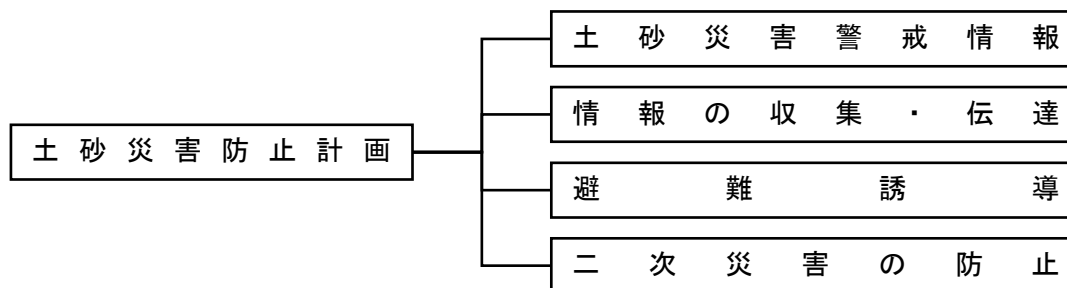 土砂災害防止計画
土砂災害警戒情報
情報の収集・伝達
避難誘導
二次災害の防止